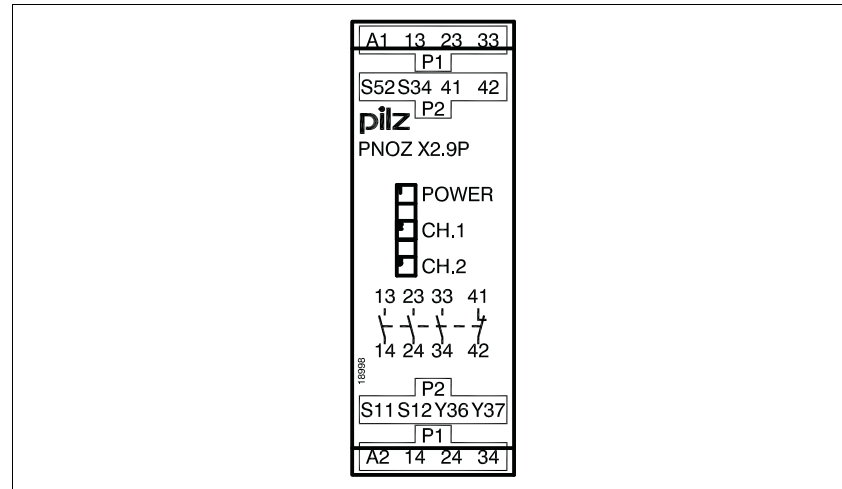 A1 13 23 33
P1
S52 S34 41 42
P2
pilz
PNOZ X2.9P
POWER
CH.1
CH.2
13 23 33 41
14 24 34 42
18998
P2
S11 S12 Y36 Y37
P1
A2 14 24 34